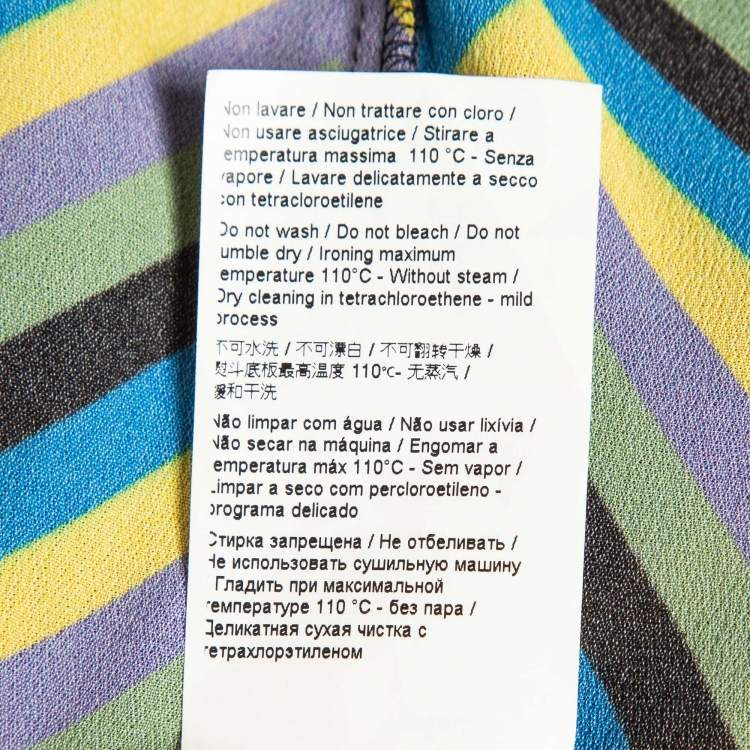 Non lavare / Non trattare con cloro /
Non usare asciugatrice / Stirare a
temperatura massima 110 °C - Senza
vapore / Lavare delicatamente a secco
con tetracloroetilene
Do not wash / Do not bleach / Do not
tumble dry / Ironing maximum
temperature 110°C - Without steam /
Dry cleaning in tetrachloroethene - mild
process
不可水洗 / 不可漂白 / 不可翻转干燥 /
熨斗底板最高温度 110℃- 无蒸汽 /
缓和干洗
Não limpar com água / Não usar lixívia /
Não secar na máquina / Engomar a
temperatura máx 110°C - Sem vapor /
Limpar a seco com percloroetileno -
programa delicado
Стирка запрещена / Не отбеливать /
Не использовать сушильную машину
/ Гладить при максимальной
температуре 110 °C - без пара /
Деликатная сухая чистка с
тетрахлорэтиленом